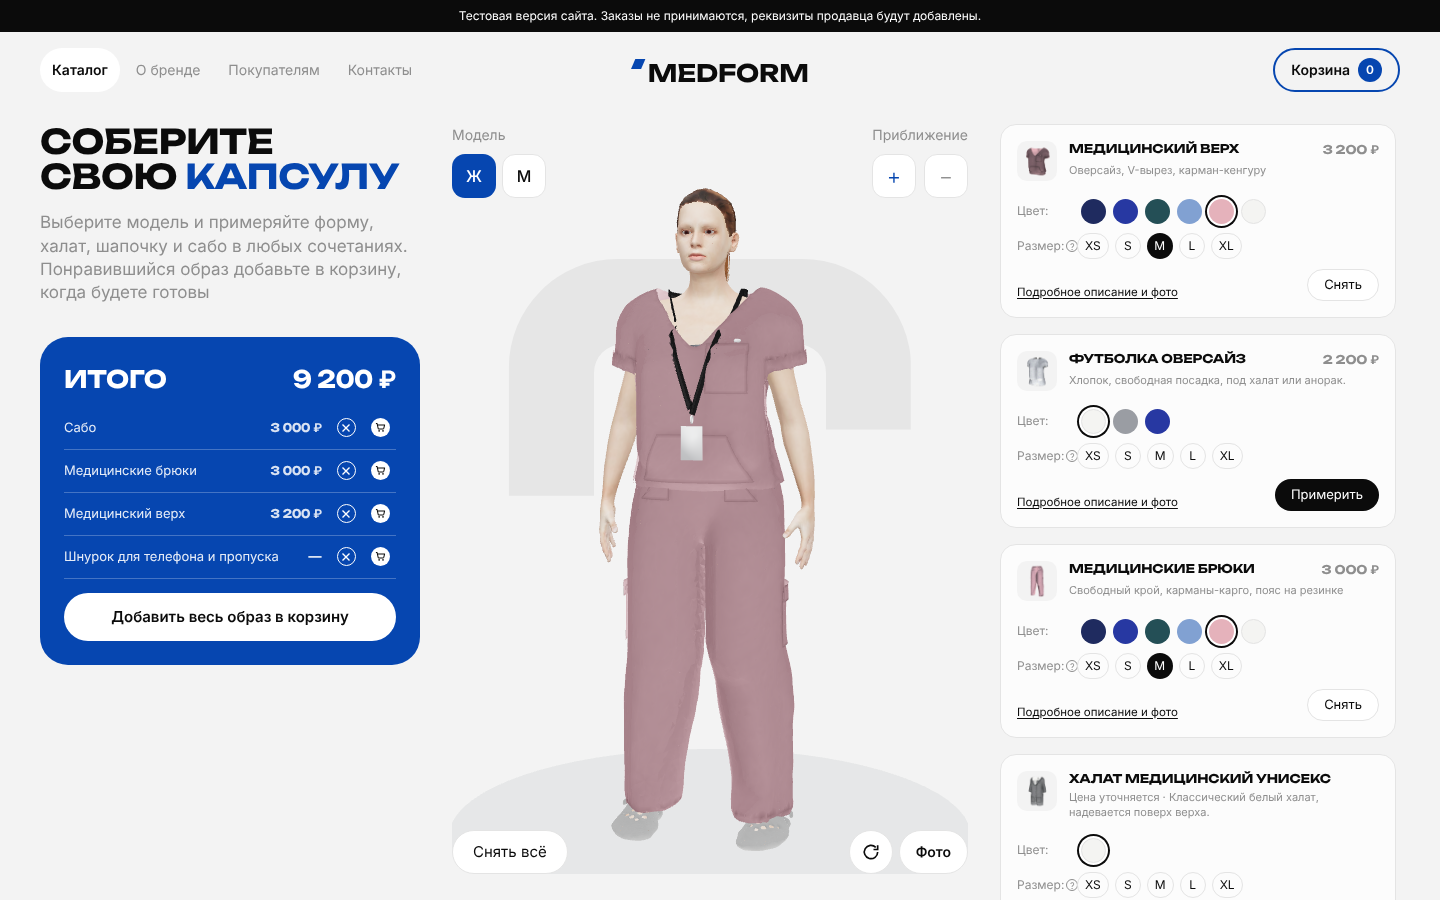 Тестовая версия сайта. Заказы не принимаются, реквизиты продавца будут добавлены.
Каталог
О бренде
Покупателям
Контакты
MEDFORM
Корзина 0
СОБЕРИТЕ
СВОЮ КАПСУЛУ
Выберите модель и примеряйте форму,
халат, шапочку и сабо в любых сочетаниях.
Понравившийся образ добавьте в корзину,
когда будете готовы
ИТОГО 9 200 ₽
Сабо 3 000 ₽
Медицинские брюки 3 000 ₽
Медицинский верх 3 200 ₽
Шнурок для телефона и пропуска —
Добавить весь образ в корзину
Модель
Ж М
Приближение
+ −
Снять всё
Фото
МЕДИЦИНСКИЙ ВЕРХ 3 200 ₽
Оверсайз, V-вырез, карман-кенгуру
Цвет:
Размер: ? XS S M L XL
Подробное описание и фото
Снять
ФУТБОЛКА ОВЕРСАЙЗ 2 200 ₽
Хлопок, свободная посадка, под халат или анорак.
Цвет:
Размер: ? XS S M L XL
Подробное описание и фото
Примерить
МЕДИЦИНСКИЕ БРЮКИ 3 000 ₽
Свободный крой, карманы-карго, пояс на резинке
Цвет:
Размер: ? XS S M L XL
Подробное описание и фото
Снять
ХАЛАТ МЕДИЦИНСКИЙ УНИСЕКС
Цена уточняется · Классический белый халат,
надевается поверх верха.
Цвет:
Размер: ? XS S M L XL